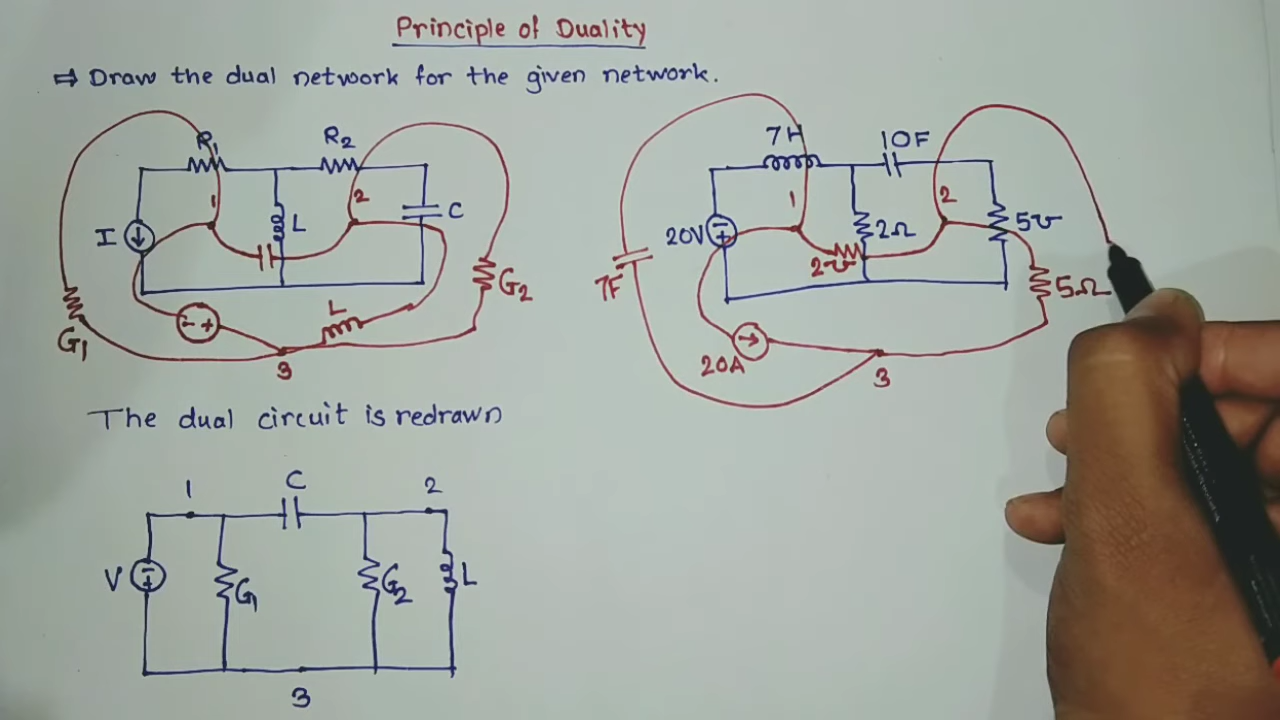 Principle of Duality
⇒ Draw the dual network for the given network.
R1 R2
1 2
I L C
- +
L
G1 G2
3
7H 10F
1 2
20V - + 2Ω 5℧
2℧
7F 5Ω
20A
3
The dual circuit is redrawn
1 C 2
V - + G1 G2 L
3